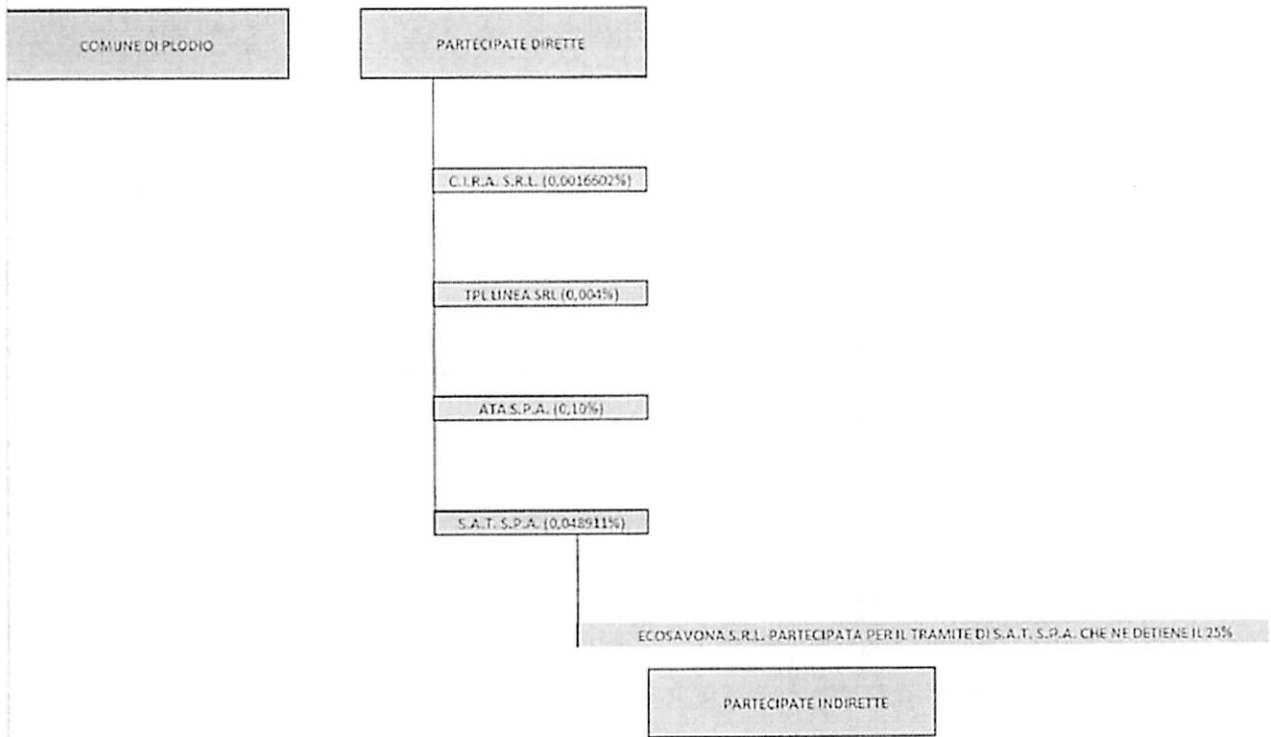 COMUNE DI PLODIO
PARTECIPATE DIRETTE
C.I.R.A. S.R.L. (0,0016602%)
TPL LINEA SRL (0,004%)
ATA S.P.A. (0,10%)
S.A.T. S.P.A. (0,048911%)
ECOSAVONA S.R.L. PARTECIPATA PER IL TRAMITE DI S.A.T. S.P.A. CHE NE DETIENE IL 25%
PARTECIPATE INDIRETTE